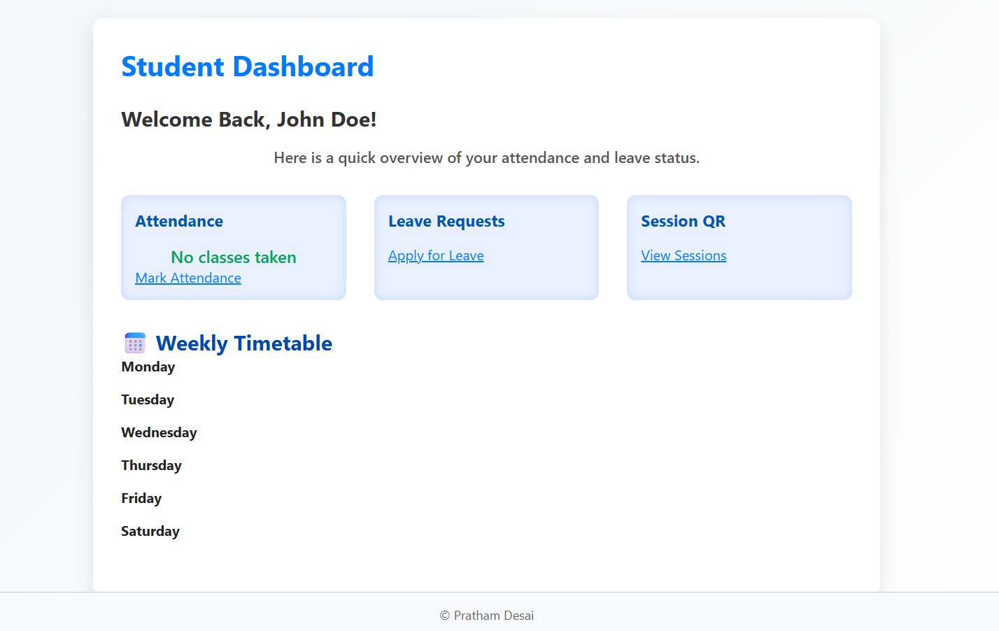 Student Dashboard
Welcome Back, John Doe!
Here is a quick overview of your attendance and leave status.
Attendance
No classes taken
Mark Attendance
Leave Requests
Apply for Leave
Session QR
View Sessions
Weekly Timetable
Monday
Tuesday
Wednesday
Thursday
Friday
Saturday
© Pratham Desai